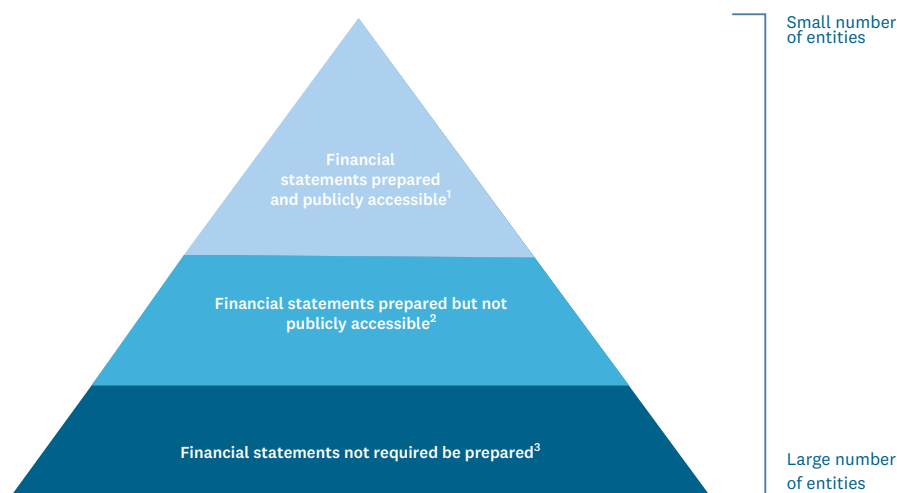 Small number
of entities
Financial
statements prepared
and publicly accessible¹
Financial statements prepared but not
publicly accessible²
Financial statements not required be prepared³
Large number
of entities